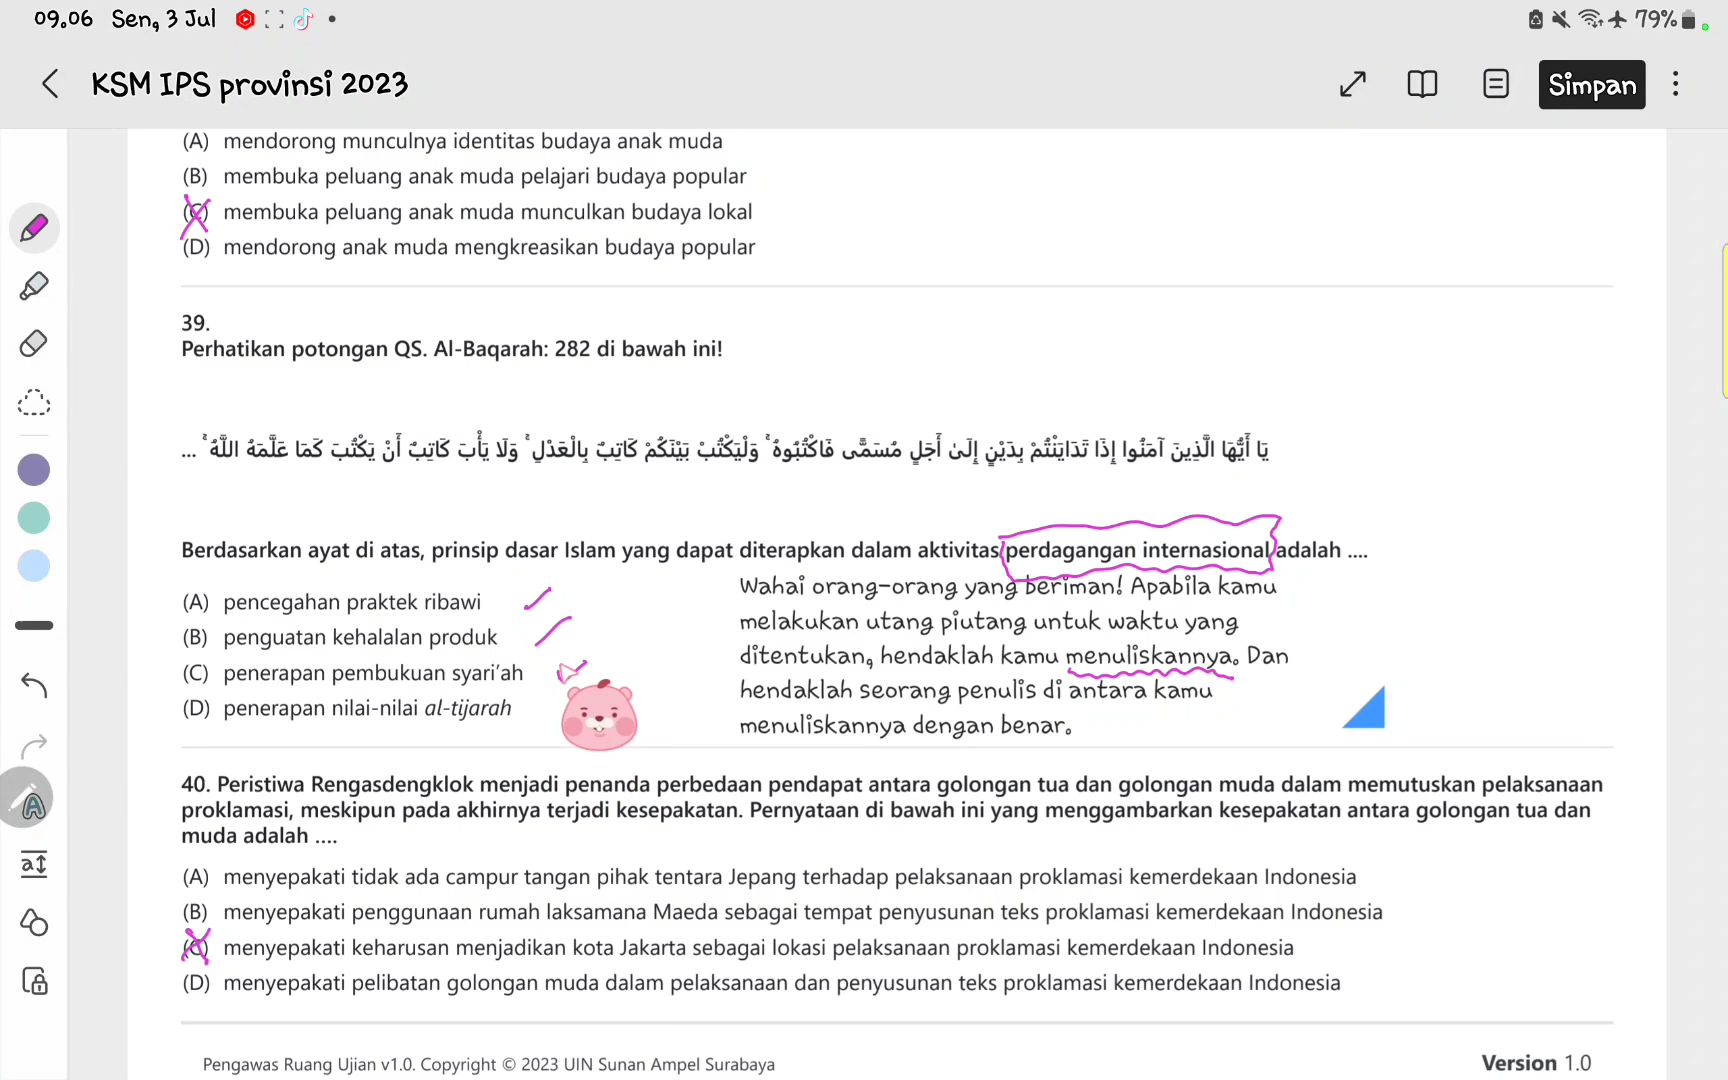 09.06 Sen, 3 Jul
79%
KSM IPS provinsi 2023
Simpan
(A) mendorong munculnya identitas budaya anak muda
(B) membuka peluang anak muda pelajari budaya popular
(C) membuka peluang anak muda munculkan budaya lokal
(D) mendorong anak muda mengkreasikan budaya popular
39.
Perhatikan potongan QS. Al-Baqarah: 282 di bawah ini!
يَا أَيُّهَا الَّذِينَ آمَنُوا إِذَا تَدَايَنْتُمْ بِدَيْنٍ إِلَىٰ أَجَلٍ مُسَمًّى فَاكْتُبُوهُ ۚ وَلْيَكْتُبْ بَيْنَكُمْ كَاتِبٌ بِالْعَدْلِ ۚ وَلَا يَأْبَ كَاتِبٌ أَنْ يَكْتُبَ كَمَا عَلَّمَهُ اللَّهُ ۚ ...
Berdasarkan ayat di atas, prinsip dasar Islam yang dapat diterapkan dalam aktivitas perdagangan internasional adalah ....
(A) pencegahan praktek ribawi
(B) penguatan kehalalan produk
(C) penerapan pembukuan syari’ah
(D) penerapan nilai-nilai al-tijarah
Wahai orang-orang yang beriman! Apabila kamu
melakukan utang piutang untuk waktu yang
ditentukan, hendaklah kamu menuliskannya. Dan
hendaklah seorang penulis di antara kamu
menuliskannya dengan benar.
40. Peristiwa Rengasdengklok menjadi penanda perbedaan pendapat antara golongan tua dan golongan muda dalam memutuskan pelaksanaan
proklamasi, meskipun pada akhirnya terjadi kesepakatan. Pernyataan di bawah ini yang menggambarkan kesepakatan antara golongan tua dan
muda adalah ....
(A) menyepakati tidak ada campur tangan pihak tentara Jepang terhadap pelaksanaan proklamasi kemerdekaan Indonesia
(B) menyepakati penggunaan rumah laksamana Maeda sebagai tempat penyusunan teks proklamasi kemerdekaan Indonesia
(C) menyepakati keharusan menjadikan kota Jakarta sebagai lokasi pelaksanaan proklamasi kemerdekaan Indonesia
(D) menyepakati pelibatan golongan muda dalam pelaksanaan dan penyusunan teks proklamasi kemerdekaan Indonesia
Pengawas Ruang Ujian v1.0. Copyright © 2023 UIN Sunan Ampel Surabaya
Version 1.0